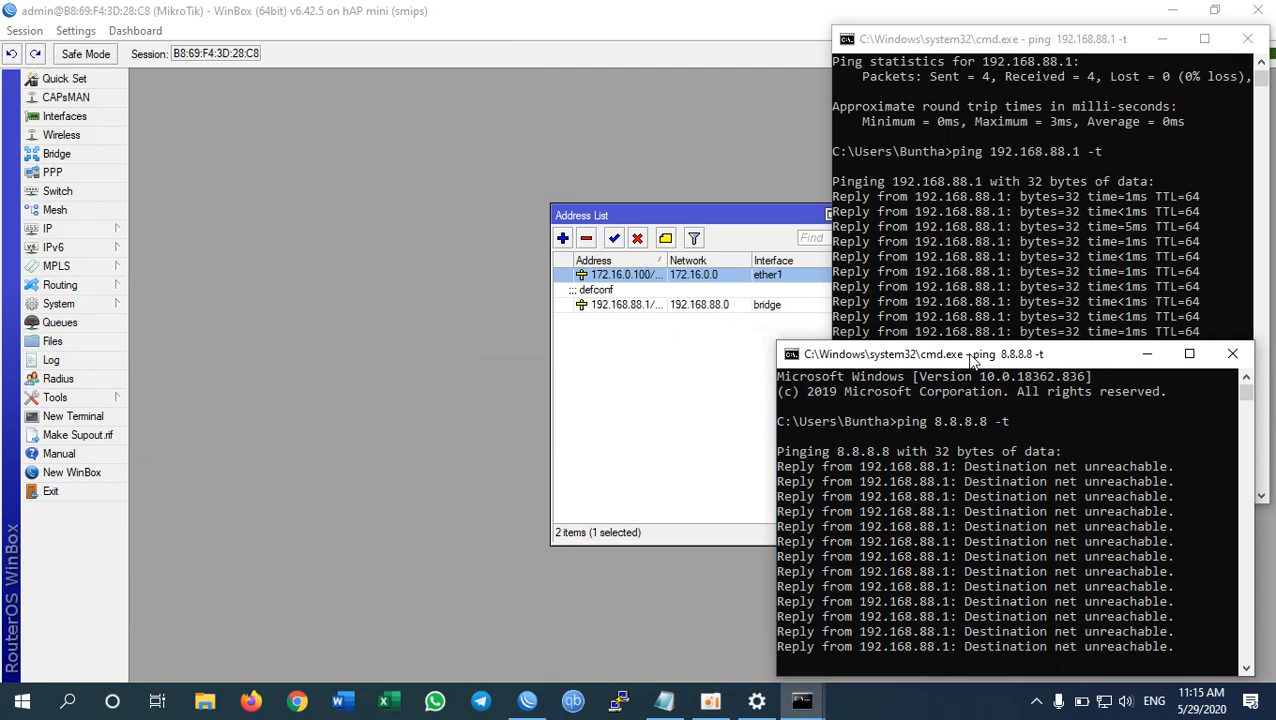 admin@B8:69:F4:3D:28:C8 (MikroTik) - WinBox (64bit) v6.42.5 on hAP mini (smips)
Session Settings Dashboard
Safe Mode Session: B8:69:F4:3D:28:C8
Quick Set
CAPsMAN
Interfaces
Wireless
Bridge
PPP
Switch
Mesh
IP
IPv6
MPLS
Routing
System
Queues
Files
Log
Radius
Tools
New Terminal
Make Supout.rif
Manual
New WinBox
Exit
RouterOS WinBox
Address List
Find
Address Network Interface
172.16.0.100/... 172.16.0.0 ether1
;;; defconf
192.168.88.1/... 192.168.88.0 bridge
2 items (1 selected)
C:\Windows\system32\cmd.exe - ping 192.168.88.1 -t
Ping statistics for 192.168.88.1:
Packets: Sent = 4, Received = 4, Lost = 0 (0% loss),
Approximate round trip times in milli-seconds:
Minimum = 0ms, Maximum = 3ms, Average = 0ms
C:\Users\Buntha>ping 192.168.88.1 -t
Pinging 192.168.88.1 with 32 bytes of data:
Reply from 192.168.88.1: bytes=32 time=1ms TTL=64
Reply from 192.168.88.1: bytes=32 time<1ms TTL=64
Reply from 192.168.88.1: bytes=32 time=5ms TTL=64
Reply from 192.168.88.1: bytes=32 time=1ms TTL=64
Reply from 192.168.88.1: bytes=32 time<1ms TTL=64
Reply from 192.168.88.1: bytes=32 time<1ms TTL=64
Reply from 192.168.88.1: bytes=32 time<1ms TTL=64
Reply from 192.168.88.1: bytes=32 time<1ms TTL=64
Reply from 192.168.88.1: bytes=32 time<1ms TTL=64
Reply from 192.168.88.1: bytes=32 time=1ms TTL=64
C:\Windows\system32\cmd.exe - ping 8.8.8.8 -t
Microsoft Windows [Version 10.0.18362.836]
(c) 2019 Microsoft Corporation. All rights reserved.
C:\Users\Buntha>ping 8.8.8.8 -t
Pinging 8.8.8.8 with 32 bytes of data:
Reply from 192.168.88.1: Destination net unreachable.
Reply from 192.168.88.1: Destination net unreachable.
Reply from 192.168.88.1: Destination net unreachable.
Reply from 192.168.88.1: Destination net unreachable.
Reply from 192.168.88.1: Destination net unreachable.
Reply from 192.168.88.1: Destination net unreachable.
Reply from 192.168.88.1: Destination net unreachable.
Reply from 192.168.88.1: Destination net unreachable.
Reply from 192.168.88.1: Destination net unreachable.
Reply from 192.168.88.1: Destination net unreachable.
Reply from 192.168.88.1: Destination net unreachable.
Reply from 192.168.88.1: Destination net unreachable.
Reply from 192.168.88.1: Destination net unreachable.
ENG
11:15 AM
5/29/2020